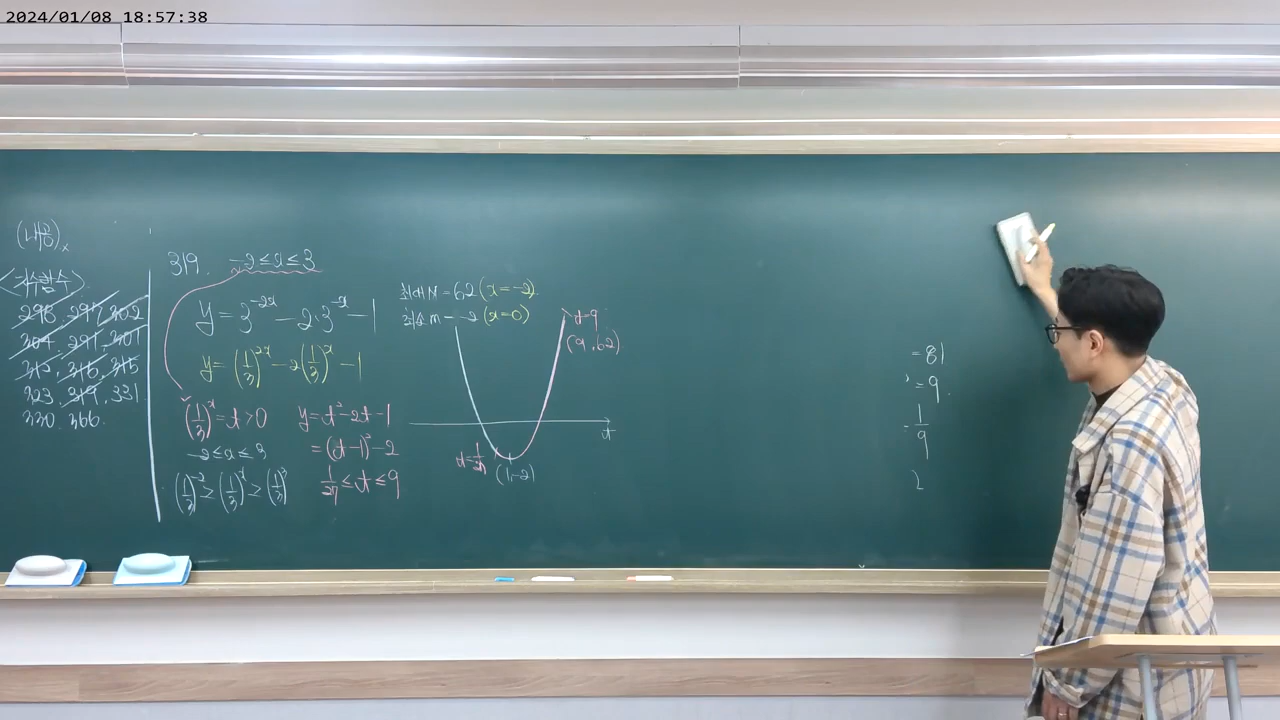 2024/01/08 18:57:38
<지수함수>
298. 297. 302
304. 291. 301
312. 316. 315
323. 319. 331
330. 366.
319. -2≤x≤3
y=3^{-2x}-2·3^{-x}-1
y=(1/3)^{2x}-2(1/3)^x-1
(1/3)^x=t>0
-2≤x≤3
(1/3)^{-2}≥(1/3)^x≥(1/3)^3
y=t²-2t-1
=(t-1)²-2
1/27≤t≤9
최대M=62(x=-2)
최소m=-2(x=0)
t=9
(9,62)
t
t=1/27
(1,-2)
=81
=9.
=1/9
2